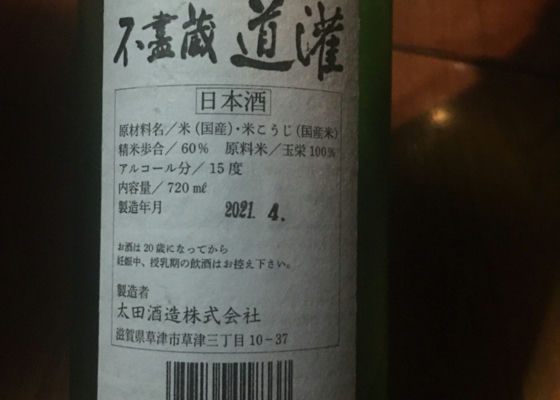 不盡蔵 道灌
日本酒
原材料名／米(国産)・米こうじ(国産米)
精米歩合／60% 原料米／玉栄100%
アルコール分／15度
内容量／720㎖
製造年月 2021. 4.
お酒は20歳になってから
妊娠中、授乳期の飲酒はお控え下さい。
製造者
太田酒造株式会社
滋賀県草津市草津三丁目10-37